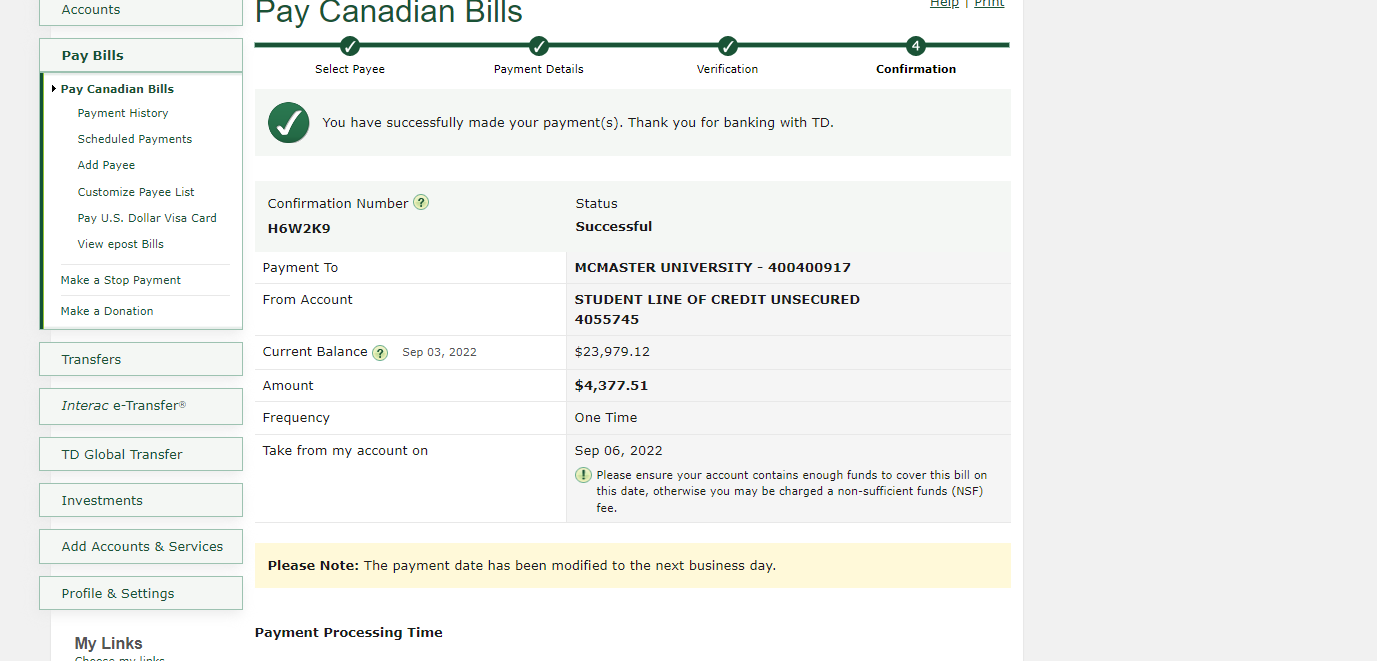 Accounts
Pay Bills
Pay Canadian Bills
Payment History
Scheduled Payments
Add Payee
Customize Payee List
Pay U.S. Dollar Visa Card
View epost Bills
Make a Stop Payment
Make a Donation
Transfers
Interac e-Transfer®
TD Global Transfer
Investments
Add Accounts & Services
Profile & Settings
My Links
Choose my links
Pay Canadian Bills
Help | Print
Select Payee Payment Details Verification 4 Confirmation
You have successfully made your payment(s). Thank you for banking with TD.
Confirmation Number ? Status
H6W2K9 Successful
Payment To MCMASTER UNIVERSITY - 400400917
From Account STUDENT LINE OF CREDIT UNSECURED
4055745
Current Balance ? Sep 03, 2022 $23,979.12
Amount $4,377.51
Frequency One Time
Take from my account on Sep 06, 2022
! Please ensure your account contains enough funds to cover this bill on
this date, otherwise you may be charged a non-sufficient funds (NSF)
fee.
Please Note: The payment date has been modified to the next business day.
Payment Processing Time